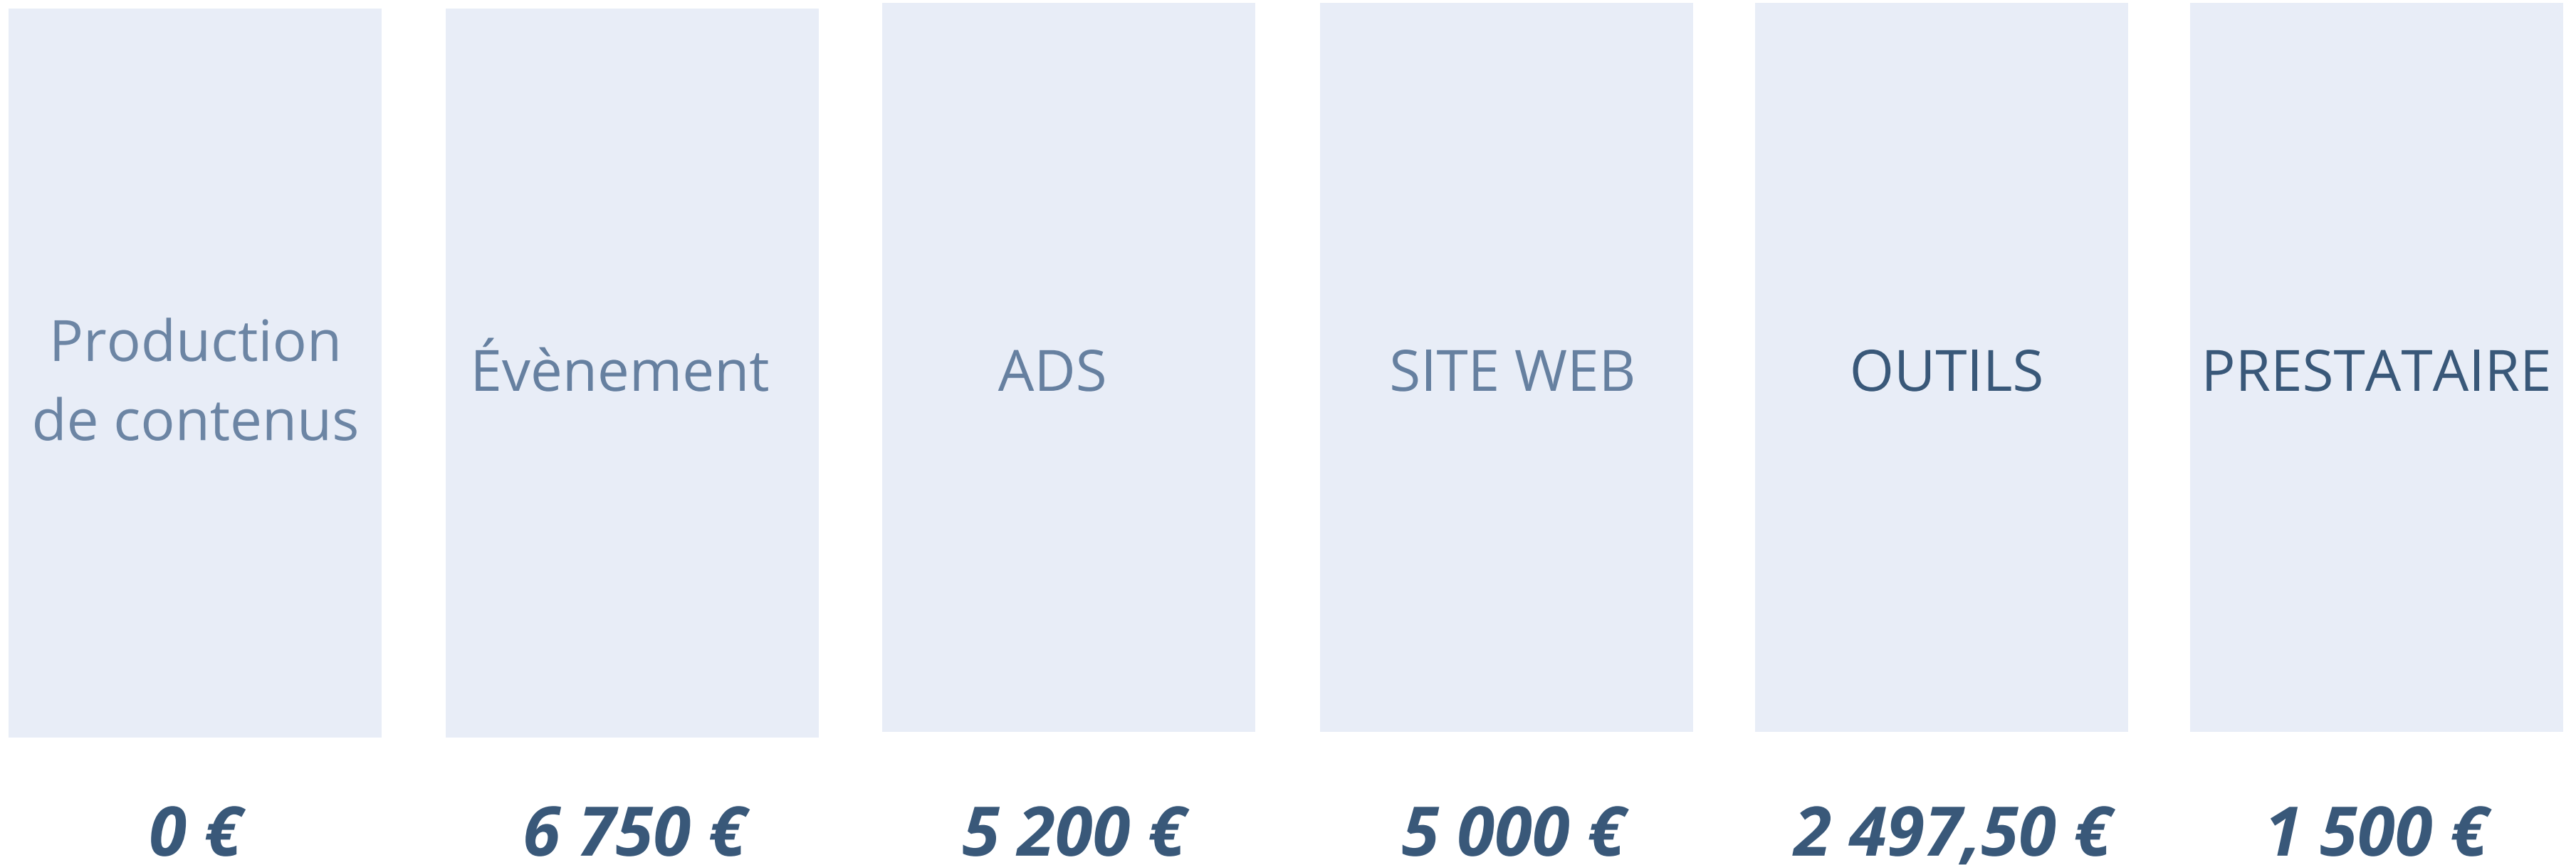 Production
de contenus
Évènement
ADS
SITE WEB
OUTILS
PRESTATAIRE
0 €
6 750 €
5 200 €
5 000 €
2 497,50 €
1 500 €